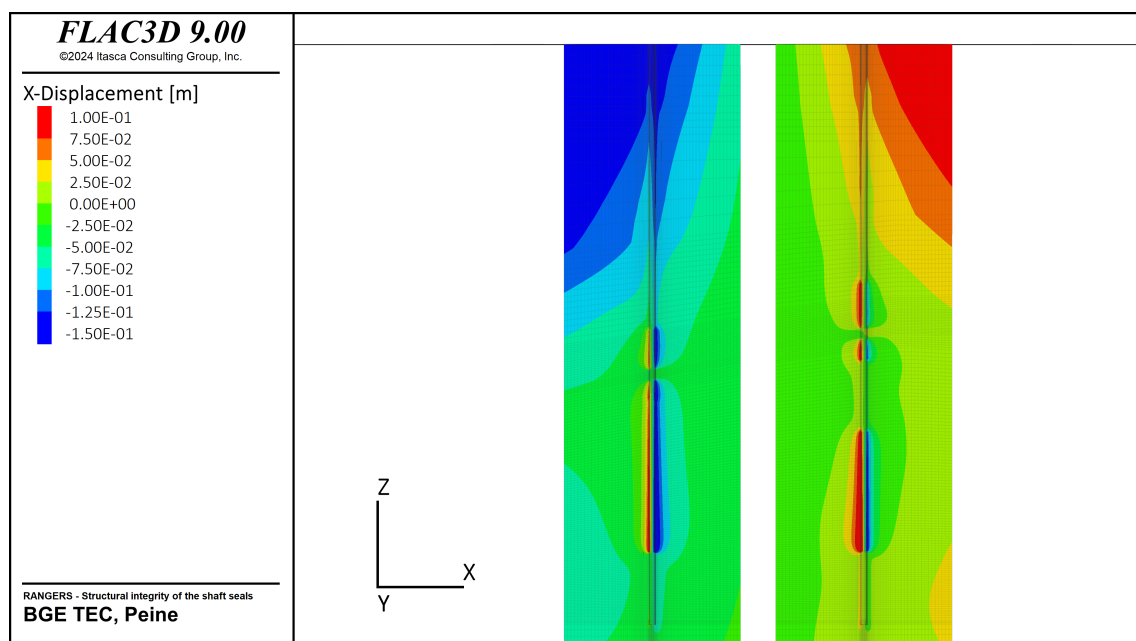 FLAC3D 9.00
©2024 Itasca Consulting Group, Inc.
X-Displacement [m]
1.00E-01
7.50E-02
5.00E-02
2.50E-02
0.00E+00
-2.50E-02
-5.00E-02
-7.50E-02
-1.00E-01
-1.25E-01
-1.50E-01
Z
X
Y
RANGERS - Structural integrity of the shaft seals
BGE TEC, Peine